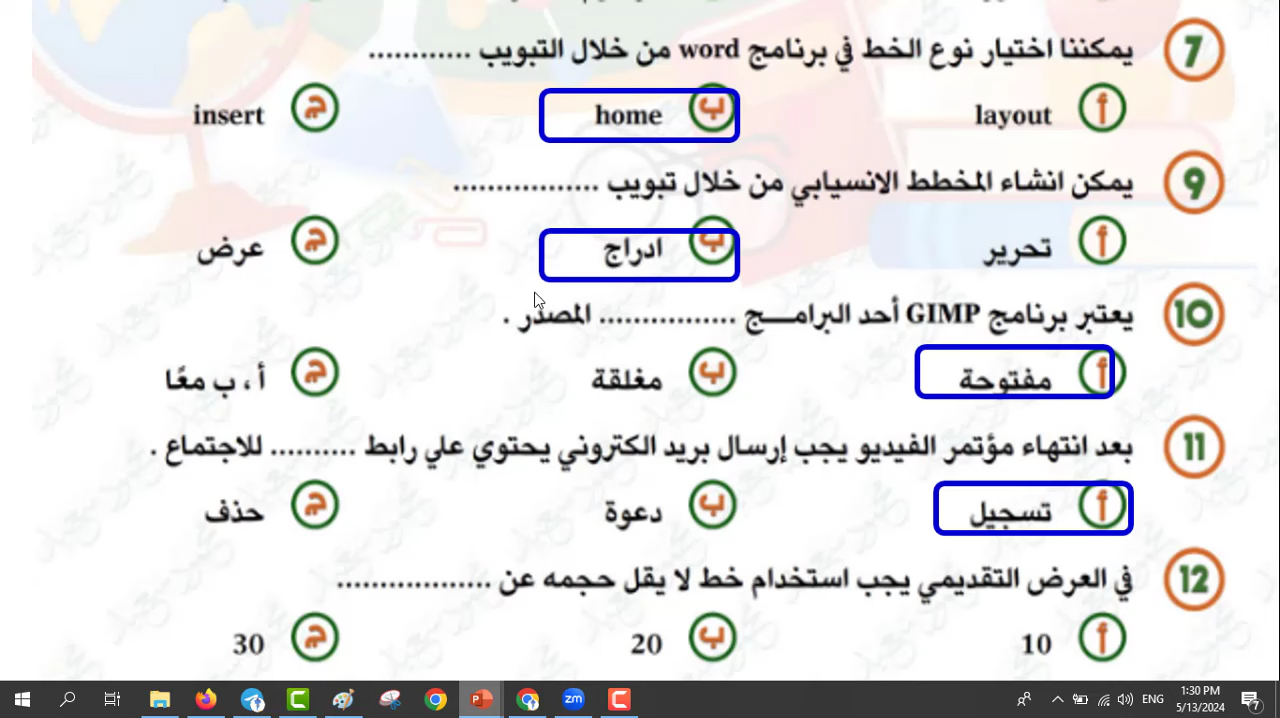 7 يمكننا اختيار نوع الخط في برنامج word من خلال التبويب ............
أ layout ب home ج insert
9 يمكن انشاء المخطط الانسيابي من خلال تبويب .................
أ تحرير ب ادراج ج عرض
10 يعتبر برنامج GIMP أحد البرامـــج ................ المصدر .
أ مفتوحة ب مغلقة ج أ ، ب معًا
11 بعد انتهاء مؤتمر الفيديو يجب إرسال بريد الكتروني يحتوي علي رابط .......... للاجتماع .
أ تسجيل ب دعوة ج حذف
12 في العرض التقديمي يجب استخدام خط لا يقل حجمه عن ..................
أ 10 ب 20 ج 30
ENG
1:30 PM
5/13/2024
zm
7